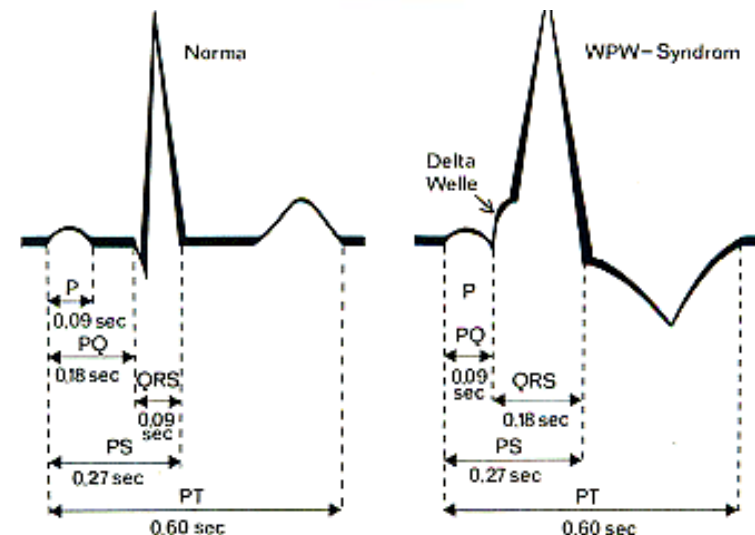 Norma
P
0.09 sec
PQ
0,18 sec
QRS
0,09
sec
PS
0,27 sec
PT
0,60 sec
WPW-Syndrom
Delta
Welle
P
PQ
0,09
sec
QRS
0,18 sec
PS
0.27 sec
PT
0,60 sec